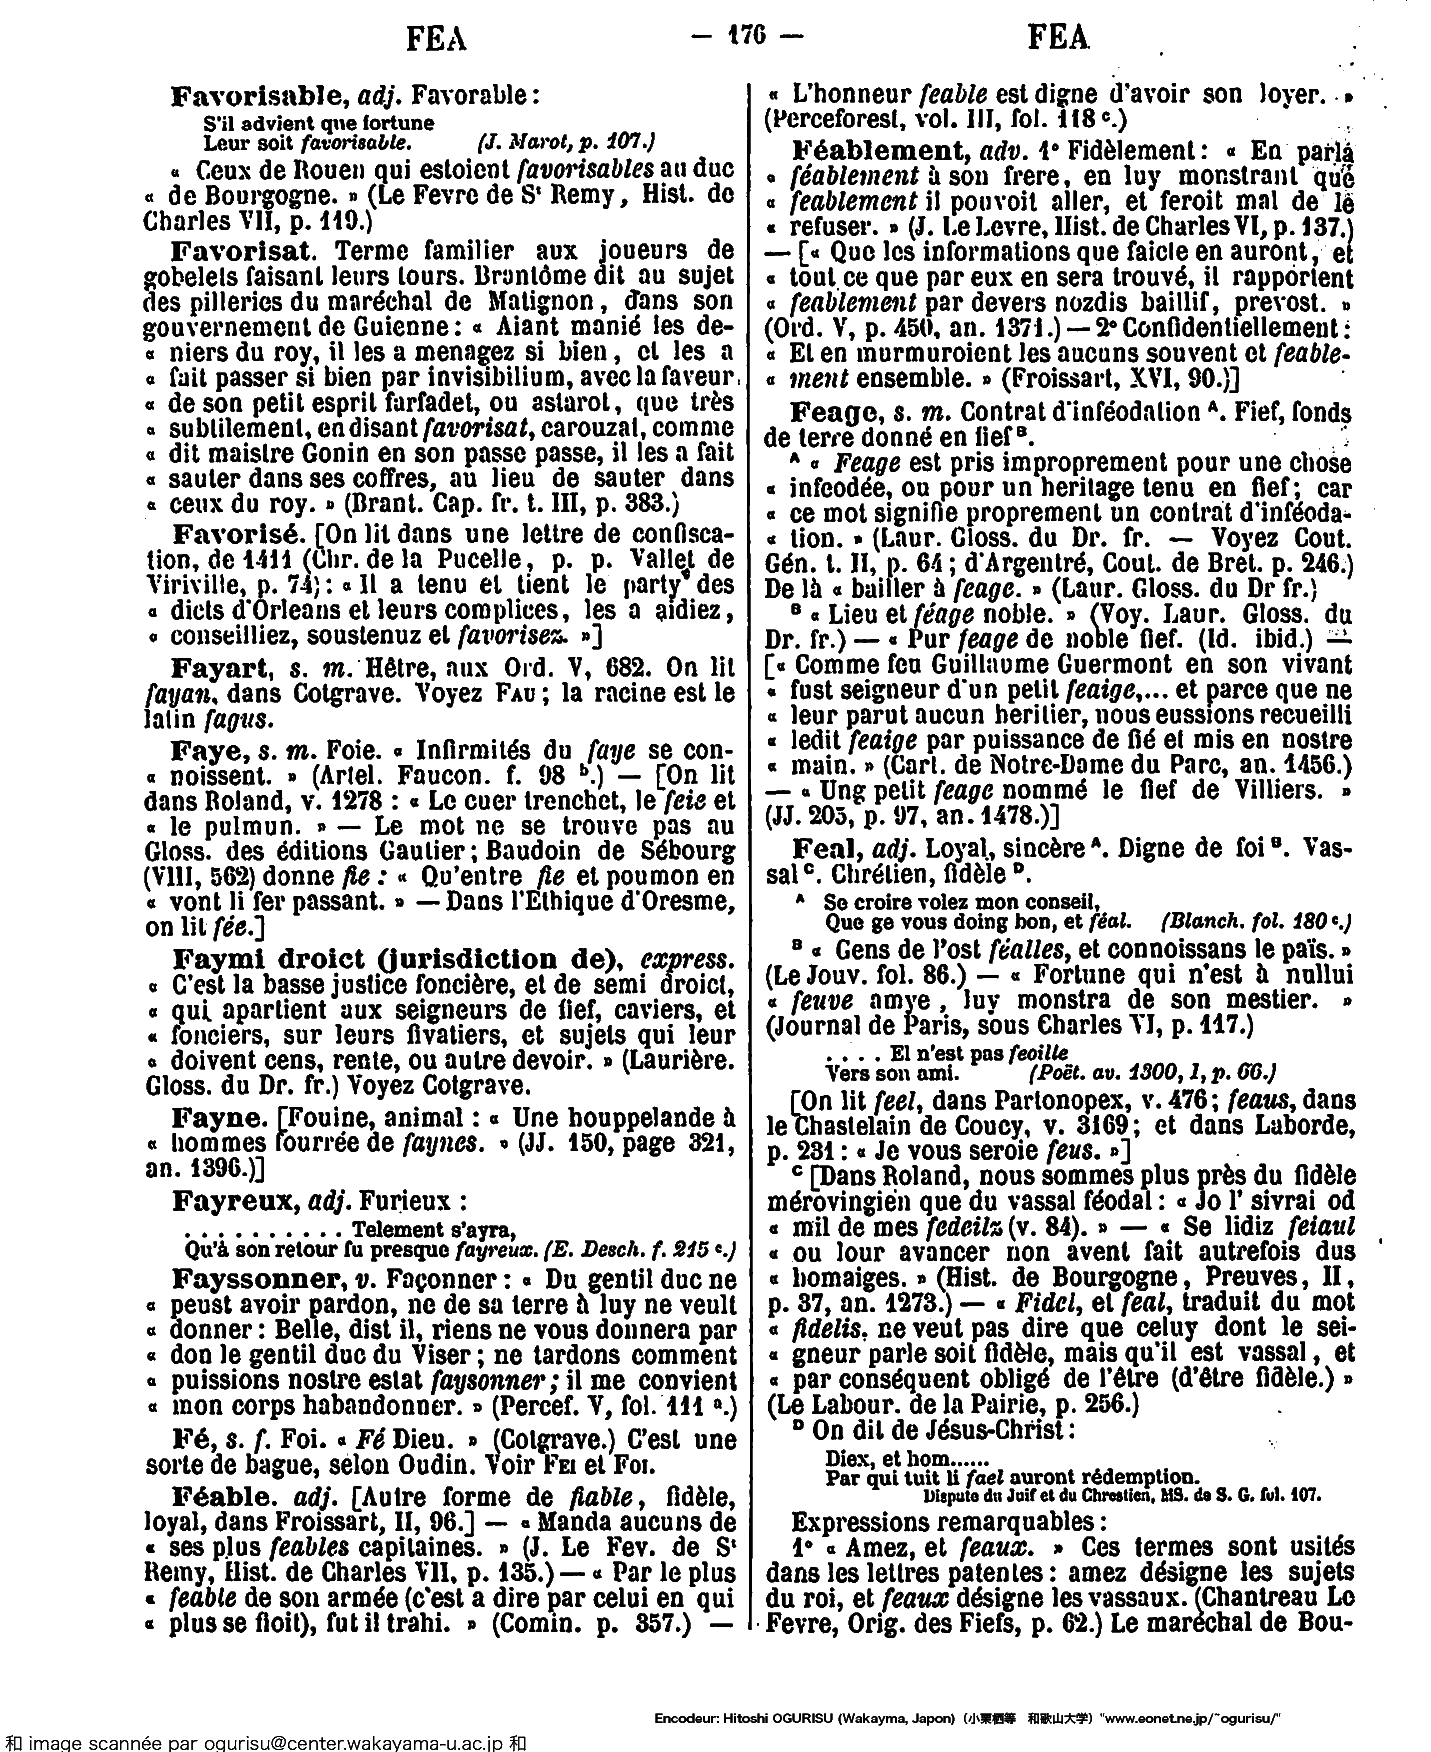 FEA — 176 — FEA
Favorisable, adj. Favorable :
S'il advient que fortune
Leur soit favorisable. (J. Marot, p. 107.)
« Ceux de Rouen qui estoient favorisables au duc
« de Bourgogne. » (Le Fevre de St Remy, Hist. de
Charles VII, p. 119.)
Favorisat. Terme familier aux joueurs de
gobelets faisant leurs tours. Brantôme dit au sujet
des pilleries du maréchal de Matignon, dans son
gouvernement de Guienne : « Aiant manié les de-
« niers du roy, il les a menagez si bien, et les a
« fait passer si bien par invisibilium, avec la faveur
« de son petit esprit farfadet, ou astarot, que très
« subtilement, en disant favorisat, carouzat, comme
« dit maistre Gonin en son passe passe, il les a fait
« sauter dans ses coffres, au lieu de sauter dans
« ceux du roy. » (Brant. Cap. fr. t. III, p. 383.)
Favorisé. [On lit dans une lettre de confisca-
tion, de 1411 (Chr. de la Pucelle, p. p. Vallet de
Viriville, p. 74) : « Il a tenu et tient le party des
« dicts d'Orleans et leurs complices, les a aidiez,
« conseilliez, soustenuz et favorisez. »]
Fayart, s. m. Hêtre, aux Ord. V, 682. On lit
fayan, dans Cotgrave. Voyez FAU ; la racine est le
latin fagus.
Faye, s. m. Foie. « Infirmités du faye se con-
« noissent. » (Artel. Faucon. f. 98 b.) — [On lit
dans Roland, v. 1278 : « Le cuer trenchet, le feie et
« le pulmun. » — Le mot ne se trouve pas au
Gloss. des éditions Gautier ; Baudoin de Sébourg
(VIII, 562) donne fie : « Qu'entre fie et poumon en
« vont li fer passant. » — Dans l'Ethique d'Oresme,
on lit fée.]
Faymi droict (jurisdiction de), express.
« C'est la basse justice foncière, et de semi droict,
« qui apartient aux seigneurs de fief, caviers, et
« fonciers, sur leurs fivatiers, et sujets qui leur
« doivent cens, rente, ou autre devoir. » (Laurière.
Gloss. du Dr. fr.) Voyez Cotgrave.
Fayne. [Fouine, animal : « Une houppelande à
« hommes fourrée de faynes. » (JJ. 150, page 321,
an. 1396.)]
Fayreux, adj. Furieux :
. . . . . . . . . . Telement s'ayra,
Qu'à son retour fu presque fayreux. (E. Desch. f. 215 c.)
Fayssonner, v. Façonner : « Du gentil duc ne
« peust avoir pardon, ne de sa terre à luy ne veult
« donner : Belle, dist il, riens ne vous donnera par
« don le gentil duc du Viser ; ne tardons comment
« puissions nostre estat faysonner ; il me convient
« mon corps habandonner. » (Percef. V, fol. 111 a.)
Fé, s. f. Foi. « Fé Dieu. » (Cotgrave.) C'est une
sorte de bague, selon Oudin. Voir FEI et FOI.
Féable. adj. [Autre forme de fiable, fidèle,
loyal, dans Froissart, II, 96.] — « Manda aucuns de
« ses plus feables capitaines. » (J. Le Fev. de St
Remy, Hist. de Charles VII, p. 135.) — « Par le plus
« feable de son armée (c'est a dire par celui en qui
« plus se fioit), fut il trahi. » (Comin. p. 357.) —
« L'honneur feable est digne d'avoir son loyer. »
(Perceforest, vol. III, fol. 118 c.)
Féablement, adv. 1° Fidèlement : « En parla
« féablement à son frere, en luy monstrant que
« feablement il pouvoit aller, et feroit mal de le
« refuser. » (J. Le Levre, Hist. de Charles VI, p. 137.)
— [« Que les informations que faicte en auront, et
« tout ce que par eux en sera trouvé, il rapportent
« feablement par devers nozdis baillif, prevost. »
(Ord. V, p. 450, an. 1371.) — 2° Confidentiellement :
« Et en murmuroient les aucuns souvent et feable-
« ment ensemble. » (Froissart, XVI, 90.)]
Feage, s. m. Contrat d'inféodation A. Fief, fonds
de terre donné en fief B.
A « Feage est pris improprement pour une chose
« infeodée, ou pour un heritage tenu en fief ; car
« ce mot signifie proprement un contrat d'inféoda-
« tion. » (Laur. Gloss. du Dr. fr. — Voyez Cout.
Gén. t. II, p. 64 ; d'Argentré, Cout. de Bret. p. 246.)
De là « bailler à feage. » (Laur. Gloss. du Dr fr.)
B « Lieu et féage noble. » (Voy. Laur. Gloss. du
Dr. fr.) — « Pur feage de noble fief. (Id. ibid.) —
[« Comme feu Guillaume Guermont en son vivant
« fust seigneur d'un petit feaige,... et parce que ne
« leur parut aucun heritier, nous eussions recueilli
« ledit feaige par puissance de fié et mis en nostre
« main. » (Cart. de Notre-Dame du Parc, an. 1456.)
— « Ung petit feage nommé le fief de Villiers. »
(JJ. 205, p. 97, an. 1478.)]
Feal, adj. Loyal, sincère A. Digne de foi B. Vas-
sal C. Chrétien, fidèle D.
A Se croire volez mon conseil,
Que ge vous doing bon, et féal. (Blanch. fol. 180 c.)
B « Gens de l'ost féalles, et connoissans le païs. »
(Le Jouv. fol. 86.) — « Fortune qui n'est à nullui
« feuve amye, luy monstra de son mestier. »
(Journal de Paris, sous Charles VI, p. 117.)
. . . . El n'est pas feoille
Vers son ami. (Poët. av. 1300, I, p. 66.)
[On lit feel, dans Partonopex, v. 476 ; feaus, dans
le Chastelain de Coucy, v. 3169 ; et dans Laborde,
p. 231 : « Je vous seroie feus. »]
C [Dans Roland, nous sommes plus près du fidèle
mérovingien que du vassal féodal : « Jo l' sivrai od
« mil de mes fedeilz (v. 84). » — « Se lidiz feiaul
« ou lour avancer non avent fait autrefois dus
« homaiges. » (Hist. de Bourgogne, Preuves, II,
p. 37, an. 1273.) — « Fidel, et feal, traduit du mot
« fidelis, ne veut pas dire que celuy dont le sei-
« gneur parle soit fidèle, mais qu'il est vassal, et
« par conséquent obligé de l'être (d'être fidèle.) »
(Le Labour. de la Pairie, p. 256.)
D On dit de Jésus-Christ :
Diex, et hom......
Par qui tuit li fael auront rédemption.
Dispute du Juif et du Chrestien, MS. de S. G. fol. 107.
Expressions remarquables :
1° « Amez, et feaux. » Ces termes sont usités
dans les lettres patentes : amez désigne les sujets
du roi, et feaux désigne les vassaux. (Chantreau Le
Fevre, Orig. des Fiefs, p. 62.) Le maréchal de Bou-
Encodeur: Hitoshi OGURISU (Wakayma, Japon) (小栗栖等 和歌山大学) "www.eonet.ne.jp/~ogurisu/"
和 image scannée par ogurisu@center.wakayama-u.ac.jp 和